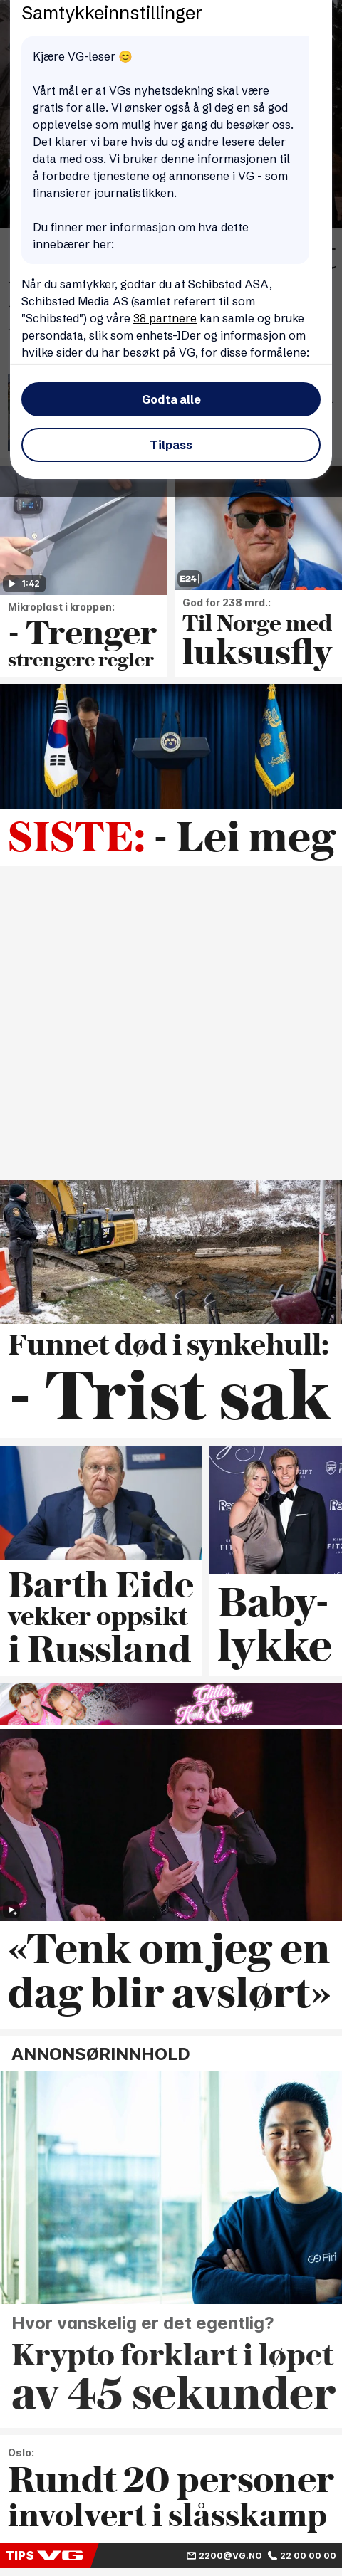 Samtykkeinnstillinger
Kjære VG-leser 😊
Vårt mål er at VGs nyhetsdekning skal være
gratis for alle. Vi ønsker også å gi deg en så god
opplevelse som mulig hver gang du besøker oss.
Det klarer vi bare hvis du og andre lesere deler
data med oss. Vi bruker denne informasjonen til
å forbedre tjenestene og annonsene i VG - som
finansierer journalistikken.
Du finner mer informasjon om hva dette
innebærer her:
Når du samtykker, godtar du at Schibsted ASA,
Schibsted Media AS (samlet referert til som
"Schibsted") og våre 38 partnere kan samle og bruke
persondata, slik som enhets-IDer og informasjon om
hvilke sider du har besøkt på VG, for disse formålene:
Godta alle
Tilpass
1:42
Mikroplast i kroppen:
- Trenger
strengere regler
E24
God for 238 mrd.:
Til Norge med
luksusfly
SISTE: - Lei meg
CAT
Funnet død i synkehull:
- Trist sak
Barth Eide
vekker oppsikt
i Russland
Baby-
lykke
Glitter,
Kok & Sang
«Tenk om jeg en
dag blir avslørt»
ANNONSØRINNHOLD
Firi
Hvor vanskelig er det egentlig?
Krypto forklart i løpet
av 45 sekunder
Oslo:
Rundt 20 personer
involvert i slåsskamp
TIPS VG 2200@VG.NO 22 00 00 00